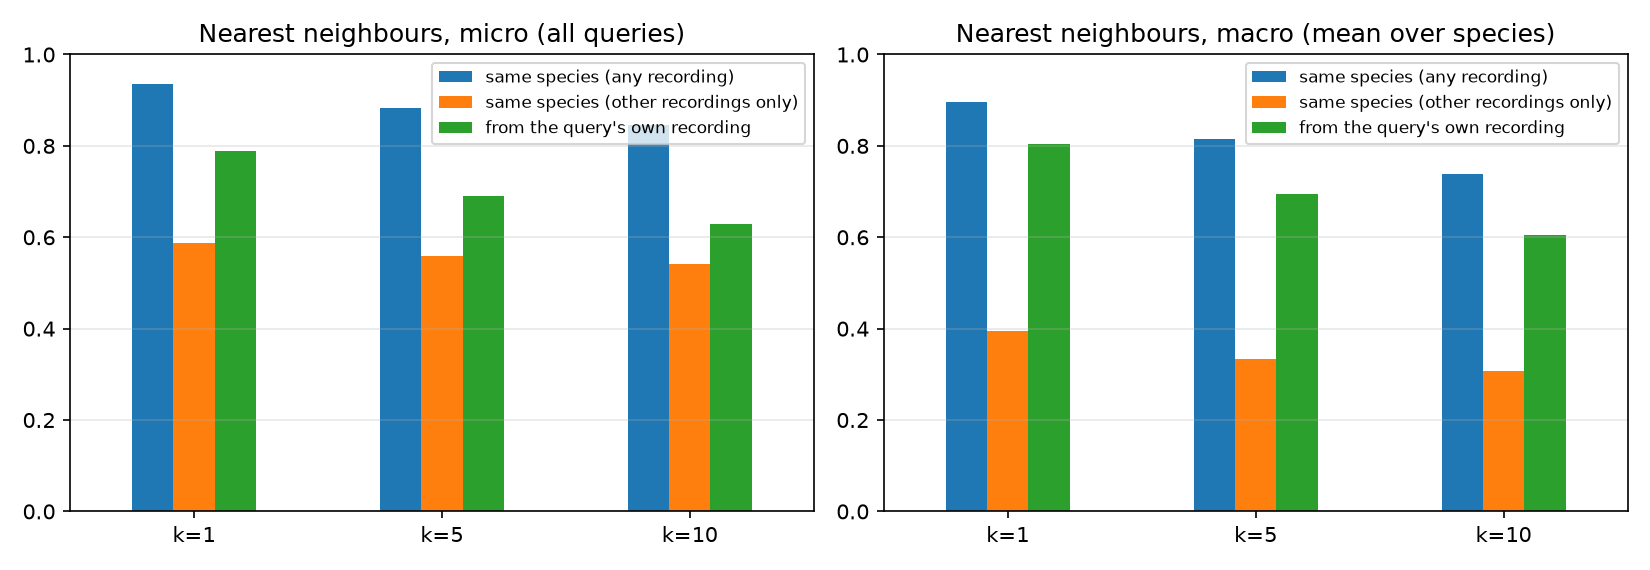 Nearest neighbours, micro (all queries)
1.0
0.8
0.6
0.4
0.2
0.0
same species (any recording)
same species (other recordings only)
from the query's own recording
k=1
k=5
k=10
Nearest neighbours, macro (mean over species)
1.0
0.8
0.6
0.4
0.2
0.0
same species (any recording)
same species (other recordings only)
from the query's own recording
k=1
k=5
k=10